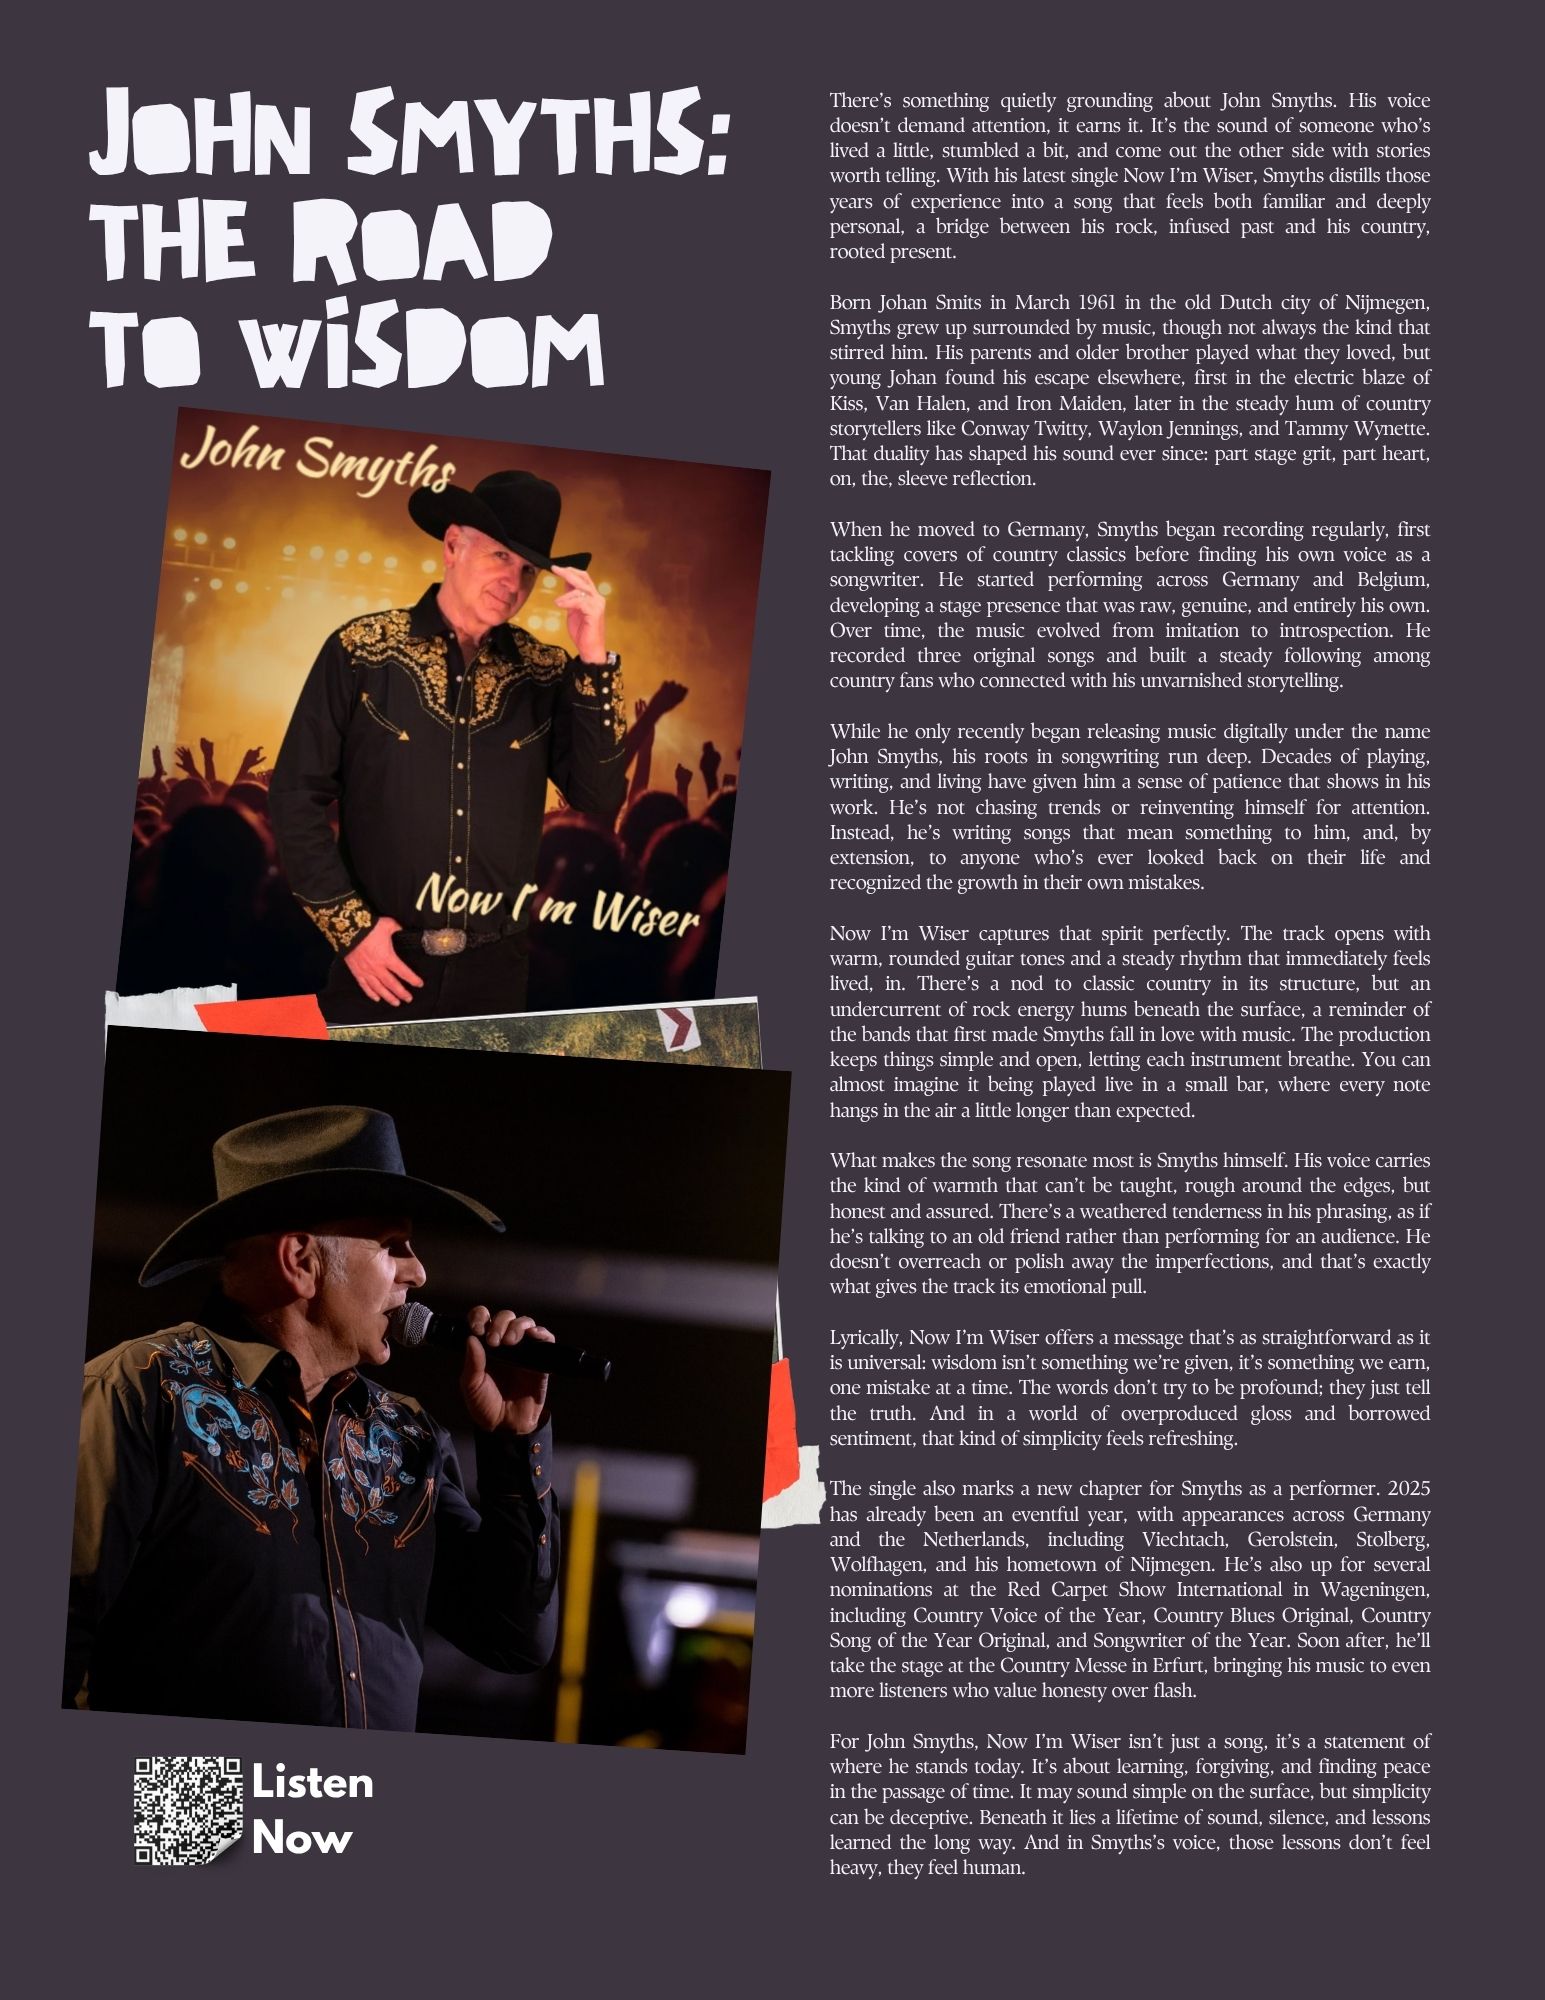 JOHN SMYTHS:
THE ROAD
TO WISDOM
John Smyths
Now I'm Wiser
Listen
Now
There's something quietly grounding about John Smyths. His voice
doesn't demand attention, it earns it. It's the sound of someone who's
lived a little, stumbled a bit, and come out the other side with stories
worth telling. With his latest single Now I'm Wiser, Smyths distills those
years of experience into a song that feels both familiar and deeply
personal, a bridge between his rock, infused past and his country,
rooted present.
Born Johan Smits in March 1961 in the old Dutch city of Nijmegen,
Smyths grew up surrounded by music, though not always the kind that
stirred him. His parents and older brother played what they loved, but
young Johan found his escape elsewhere, first in the electric blaze of
Kiss, Van Halen, and Iron Maiden, later in the steady hum of country
storytellers like Conway Twitty, Waylon Jennings, and Tammy Wynette.
That duality has shaped his sound ever since: part stage grit, part heart,
on, the, sleeve reflection.
When he moved to Germany, Smyths began recording regularly, first
tackling covers of country classics before finding his own voice as a
songwriter. He started performing across Germany and Belgium,
developing a stage presence that was raw, genuine, and entirely his own.
Over time, the music evolved from imitation to introspection. He
recorded three original songs and built a steady following among
country fans who connected with his unvarnished storytelling.
While he only recently began releasing music digitally under the name
John Smyths, his roots in songwriting run deep. Decades of playing,
writing, and living have given him a sense of patience that shows in his
work. He's not chasing trends or reinventing himself for attention.
Instead, he's writing songs that mean something to him, and, by
extension, to anyone who's ever looked back on their life and
recognized the growth in their own mistakes.
Now I'm Wiser captures that spirit perfectly. The track opens with
warm, rounded guitar tones and a steady rhythm that immediately feels
lived, in. There's a nod to classic country in its structure, but an
undercurrent of rock energy hums beneath the surface, a reminder of
the bands that first made Smyths fall in love with music. The production
keeps things simple and open, letting each instrument breathe. You can
almost imagine it being played live in a small bar, where every note
hangs in the air a little longer than expected.
What makes the song resonate most is Smyths himself. His voice carries
the kind of warmth that can't be taught, rough around the edges, but
honest and assured. There's a weathered tenderness in his phrasing, as if
he's talking to an old friend rather than performing for an audience. He
doesn't overreach or polish away the imperfections, and that's exactly
what gives the track its emotional pull.
Lyrically, Now I'm Wiser offers a message that's as straightforward as it
is universal: wisdom isn't something we're given, it's something we earn,
one mistake at a time. The words don't try to be profound; they just tell
the truth. And in a world of overproduced gloss and borrowed
sentiment, that kind of simplicity feels refreshing.
The single also marks a new chapter for Smyths as a performer. 2025
has already been an eventful year, with appearances across Germany
and the Netherlands, including Viechtach, Gerolstein, Stolberg,
Wolfhagen, and his hometown of Nijmegen. He's also up for several
nominations at the Red Carpet Show International in Wageningen,
including Country Voice of the Year, Country Blues Original, Country
Song of the Year Original, and Songwriter of the Year. Soon after, he'll
take the stage at the Country Messe in Erfurt, bringing his music to even
more listeners who value honesty over flash.
For John Smyths, Now I'm Wiser isn't just a song, it's a statement of
where he stands today. It's about learning, forgiving, and finding peace
in the passage of time. It may sound simple on the surface, but simplicity
can be deceptive. Beneath it lies a lifetime of sound, silence, and lessons
learned the long way. And in Smyths's voice, those lessons don't feel
heavy, they feel human.